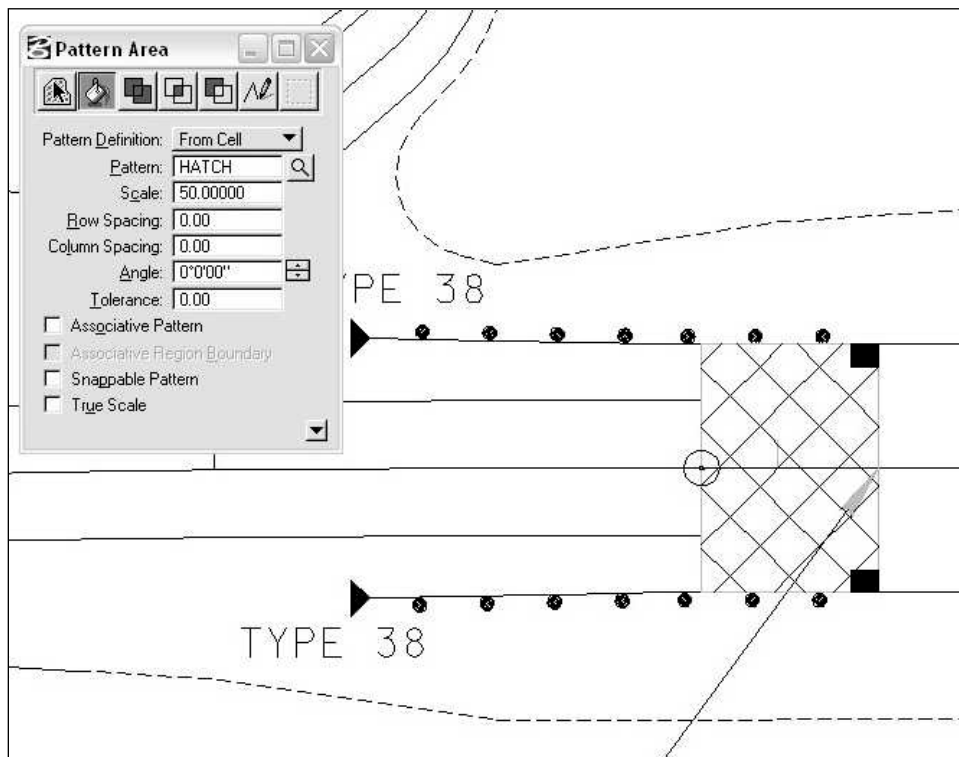 Pattern Area
Pattern Definition: From Cell
Pattern: HATCH
Scale: 50.00000
Row Spacing: 0.00
Column Spacing: 0.00
Angle: 0°0'00"
Tolerance: 0.00
Associative Pattern
Associative Region Boundary
Snappable Pattern
True Scale
YPE 38
TYPE 38